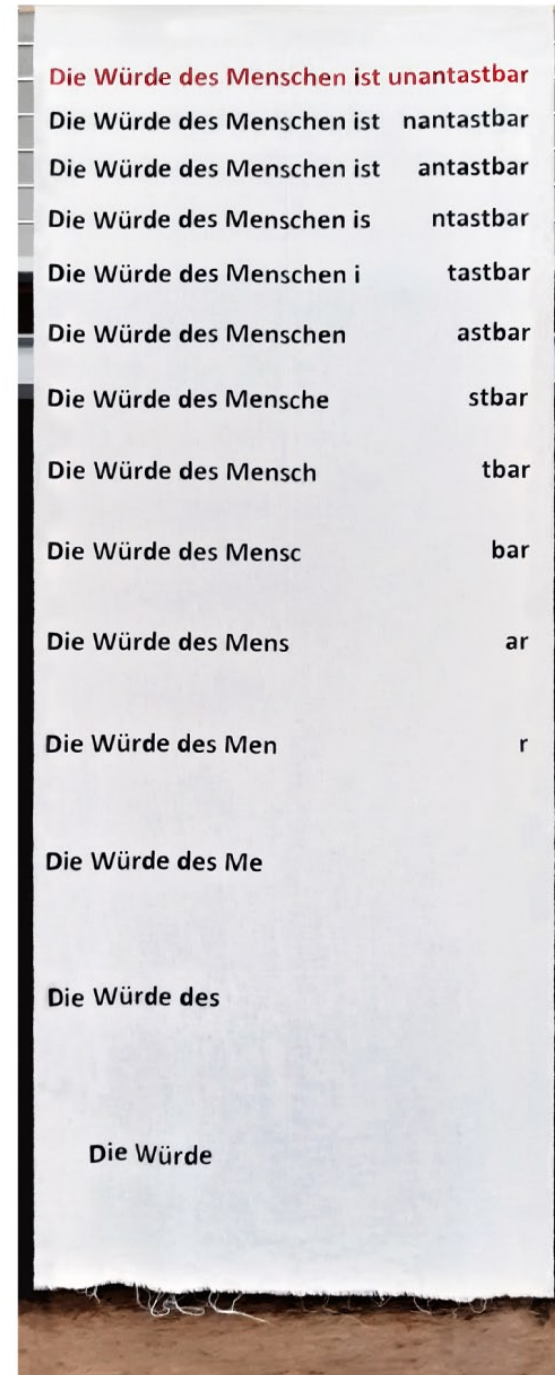 Die Würde des Menschen ist unantastbar
Die Würde des Menschen ist nantastbar
Die Würde des Menschen ist antastbar
Die Würde des Menschen is ntastbar
Die Würde des Menschen i tastbar
Die Würde des Menschen astbar
Die Würde des Mensche stbar
Die Würde des Mensch tbar
Die Würde des Mensc bar
Die Würde des Mens ar
Die Würde des Men r
Die Würde des Me
Die Würde des
Die Würde